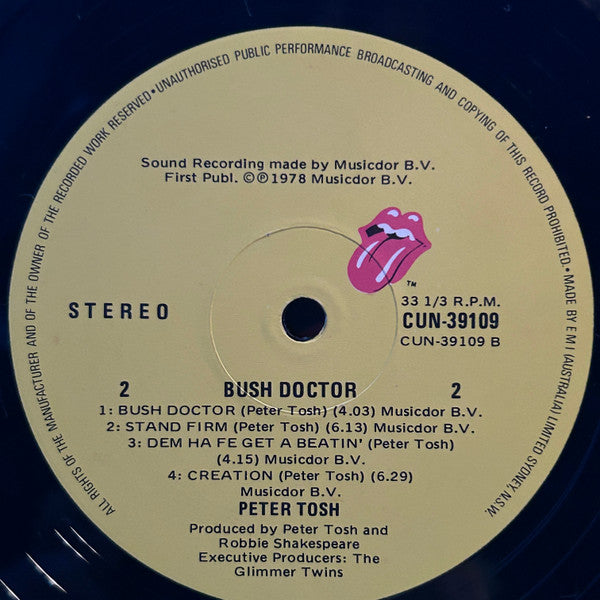 ALL RIGHTS OF THE MANUFACTURER AND OF THE OWNER OF THE RECORDED WORK RESERVED•UNAUTHORISED PUBLIC PERFORMANCE BROADCASTING AND COPYING OF THIS RECORD PROHIBITED.•MADE BY E M I (AUSTRALIA) LIMITED SYDNEY, N.S.W.
Sound Recording made by Musicdor B.V.
First Publ. ©℗1978 Musicdor B.V.
TM
STEREO
33 1/3 R.P.M.
CUN-39109
CUN-39109 B
2 BUSH DOCTOR 2
1: BUSH DOCTOR (Peter Tosh) (4.03) Musicdor B.V.
2: STAND FIRM (Peter Tosh) (6.13) Musicdor B.V.
3: DEM HA FE GET A BEATIN' (Peter Tosh)
(4.15) Musicdor B.V.
4: CREATION (Peter Tosh) (6.29)
Musicdor B.V.
PETER TOSH
Produced by Peter Tosh and
Robbie Shakespeare
Executive Producers: The
Glimmer Twins